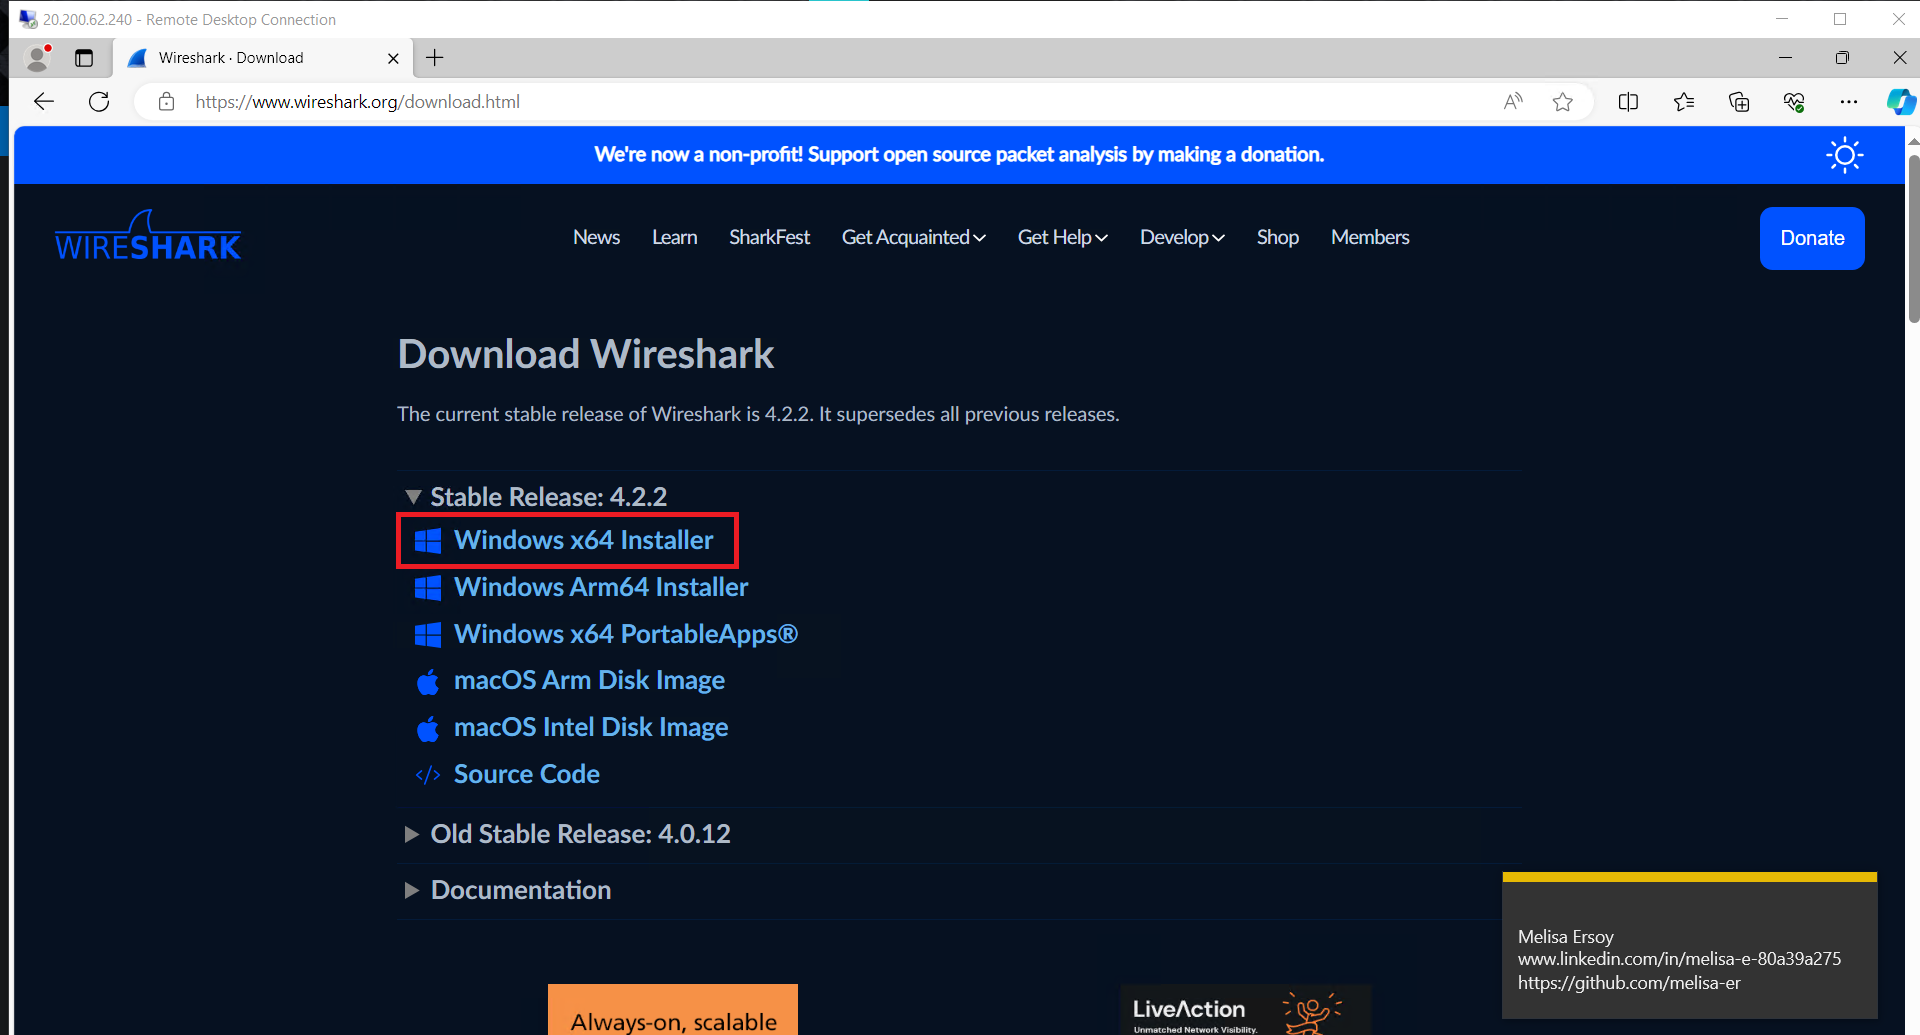 20.200.62.240 - Remote Desktop Connection
Wireshark · Download
https://www.wireshark.org/download.html
We're now a non-profit! Support open source packet analysis by making a donation.
WIRESHARK
News Learn SharkFest Get Acquainted Get Help Develop Shop Members
Donate
Download Wireshark
The current stable release of Wireshark is 4.2.2. It supersedes all previous releases.
Stable Release: 4.2.2
Windows x64 Installer
Windows Arm64 Installer
Windows x64 PortableApps®
macOS Arm Disk Image
macOS Intel Disk Image
</> Source Code
Old Stable Release: 4.0.12
Documentation
Melisa Ersoy
www.linkedin.com/in/melisa-e-80a39a275
https://github.com/melisa-er
Always-on, scalable
LiveAction
Unmatched Network Visibility.